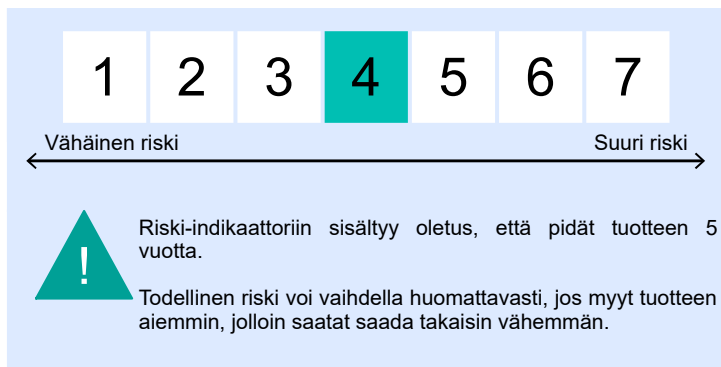 1 2 3 4 5 6 7
Vähäinen riski Suuri riski
!
Riski-indikaattoriin sisältyy oletus, että pidät tuotteen 5
vuotta.
Todellinen riski voi vaihdella huomattavasti, jos myyt tuotteen
aiemmin, jolloin saatat saada takaisin vähemmän.